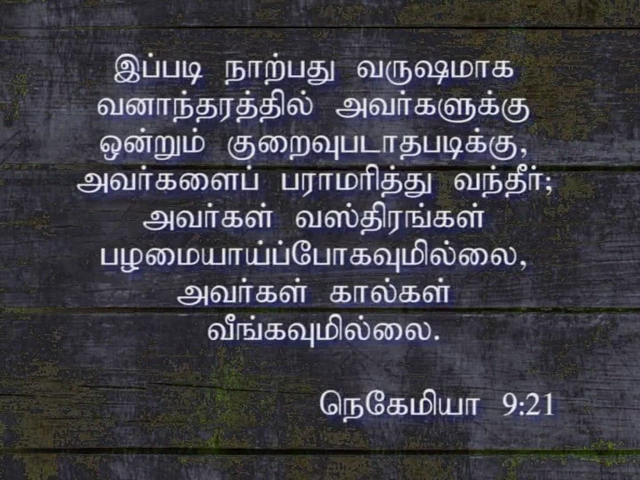 இப்படி நாற்பது வருஷமாக
வனாந்தரத்தில் அவர்களுக்கு
ஒன்றும் குறைவுபடாதபடிக்கு,
அவர்களைப் பராமரித்து வந்தீர்;
அவர்கள் வஸ்திரங்கள்
பழமையாய்ப்போகவுமில்லை,
அவர்கள் கால்கள்
வீங்கவுமில்லை.
நெகேமியா 9:21